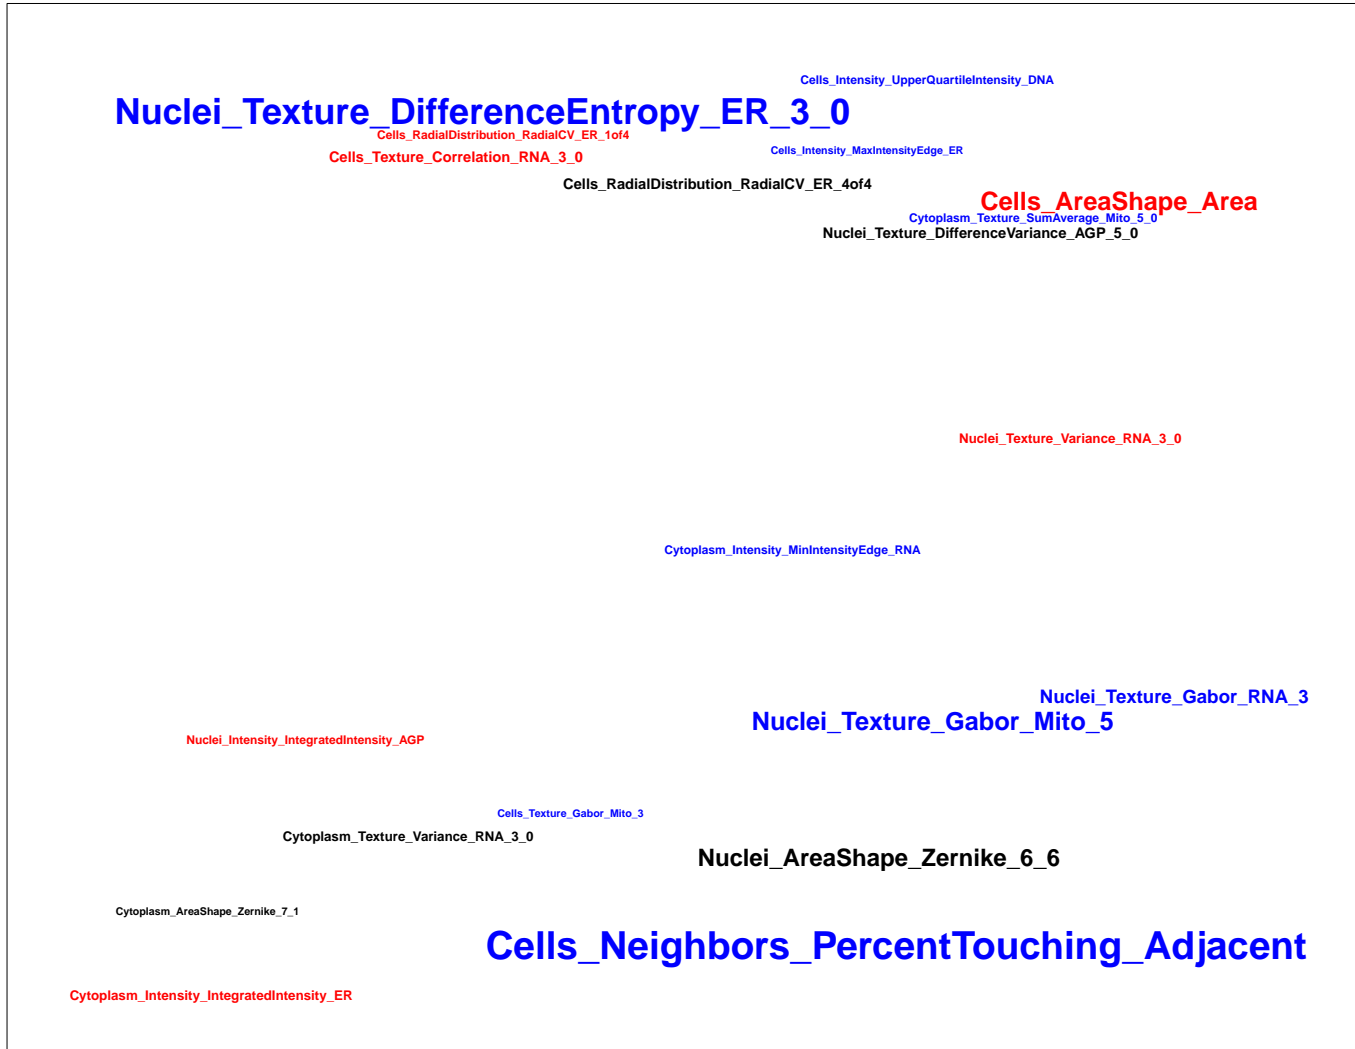 Cells_Intensity_UpperQuartileIntensity_DNA
Nuclei_Texture_DifferenceEntropy_ER_3_0
Cells_RadialDistribution_RadialCV_ER_1of4
Cells_Intensity_MaxIntensityEdge_ER
Cells_Texture_Correlation_RNA_3_0
Cells_RadialDistribution_RadialCV_ER_4of4
Cells_AreaShape_Area
Cytoplasm_Texture_SumAverage_Mito_5_0
Nuclei_Texture_DifferenceVariance_AGP_5_0
Nuclei_Texture_Variance_RNA_3_0
Cytoplasm_Intensity_MinIntensityEdge_RNA
Nuclei_Texture_Gabor_RNA_3
Nuclei_Texture_Gabor_Mito_5
Nuclei_Intensity_IntegratedIntensity_AGP
Cells_Texture_Gabor_Mito_3
Cytoplasm_Texture_Variance_RNA_3_0
Nuclei_AreaShape_Zernike_6_6
Cytoplasm_AreaShape_Zernike_7_1
Cells_Neighbors_PercentTouching_Adjacent
Cytoplasm_Intensity_IntegratedIntensity_ER